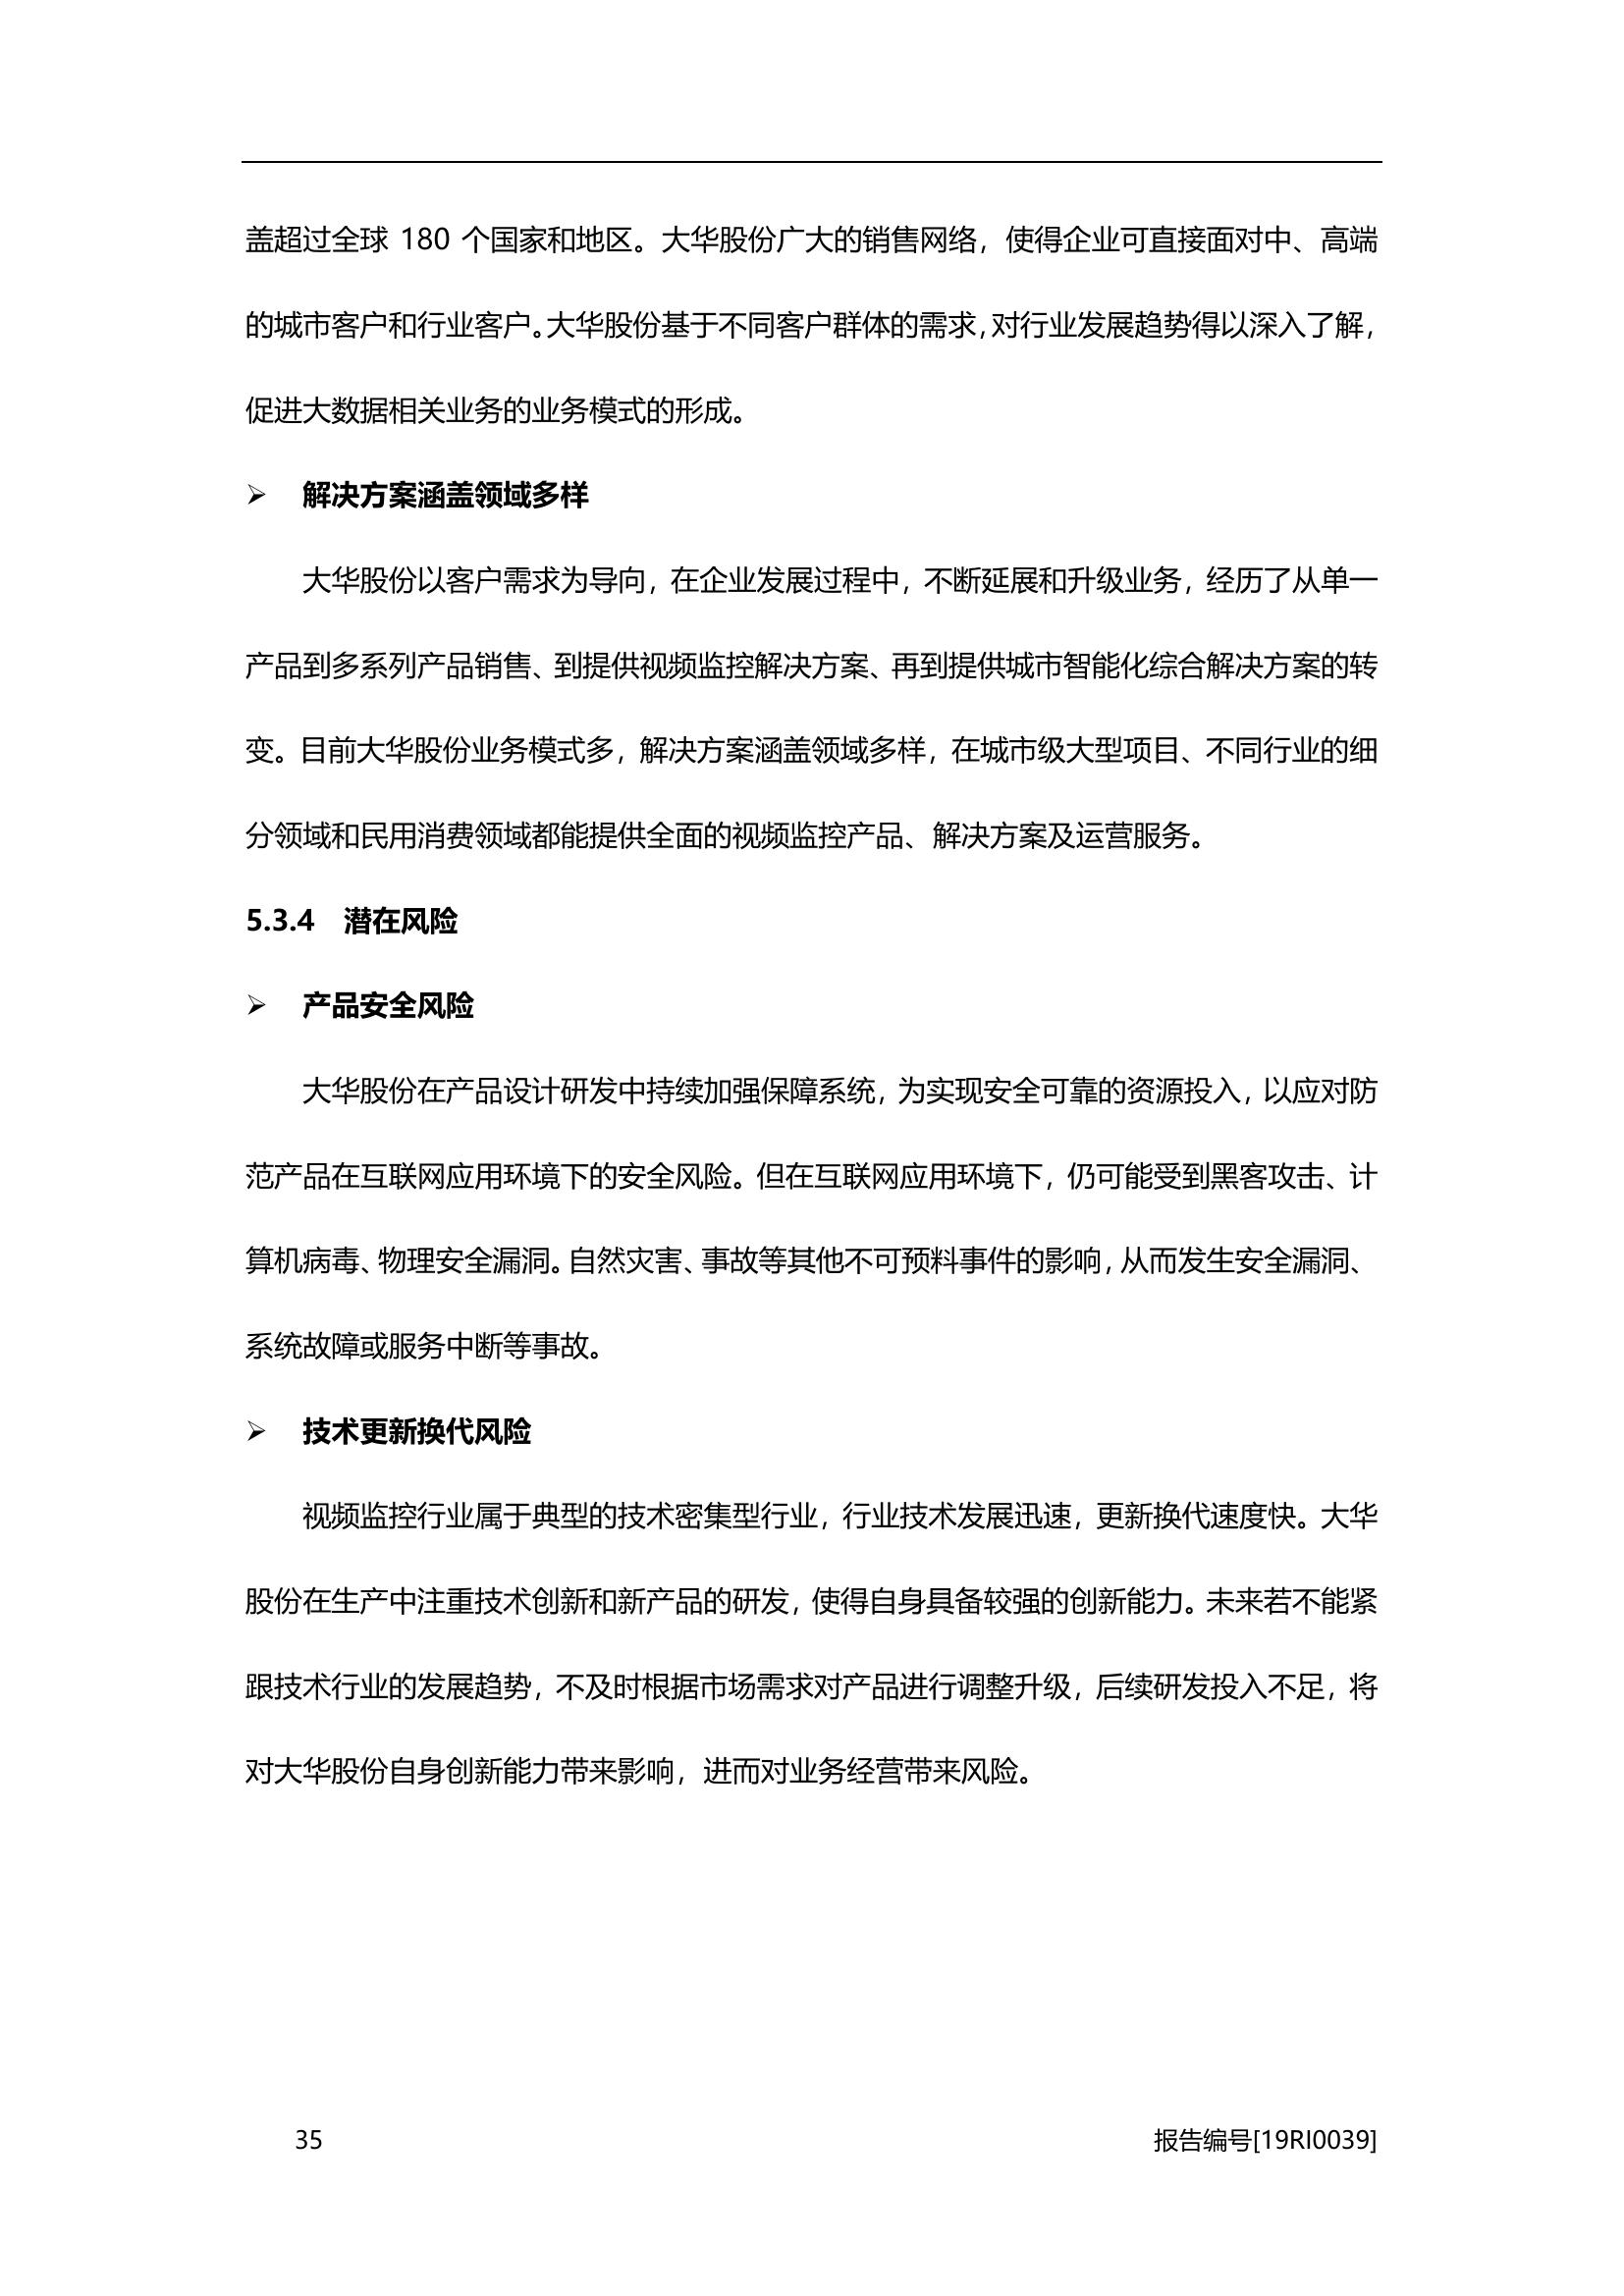 盖超过全球 180 个国家和地区。大华股份广大的销售网络，使得企业可直接面对中、高端
的城市客户和行业客户。大华股份基于不同客户群体的需求，对行业发展趋势得以深入了解，
促进大数据相关业务的业务模式的形成。
➢ 解决方案涵盖领域多样
大华股份以客户需求为导向，在企业发展过程中，不断延展和升级业务，经历了从单一
产品到多系列产品销售、到提供视频监控解决方案、再到提供城市智能化综合解决方案的转
变。目前大华股份业务模式多，解决方案涵盖领域多样，在城市级大型项目、不同行业的细
分领域和民用消费领域都能提供全面的视频监控产品、解决方案及运营服务。
5.3.4 潜在风险
➢ 产品安全风险
大华股份在产品设计研发中持续加强保障系统，为实现安全可靠的资源投入，以应对防
范产品在互联网应用环境下的安全风险。但在互联网应用环境下，仍可能受到黑客攻击、计
算机病毒、物理安全漏洞。自然灾害、事故等其他不可预料事件的影响，从而发生安全漏洞、
系统故障或服务中断等事故。
➢ 技术更新换代风险
视频监控行业属于典型的技术密集型行业，行业技术发展迅速，更新换代速度快。大华
股份在生产中注重技术创新和新产品的研发，使得自身具备较强的创新能力。未来若不能紧
跟技术行业的发展趋势，不及时根据市场需求对产品进行调整升级，后续研发投入不足，将
对大华股份自身创新能力带来影响，进而对业务经营带来风险。
35 报告编号[19RI0039]